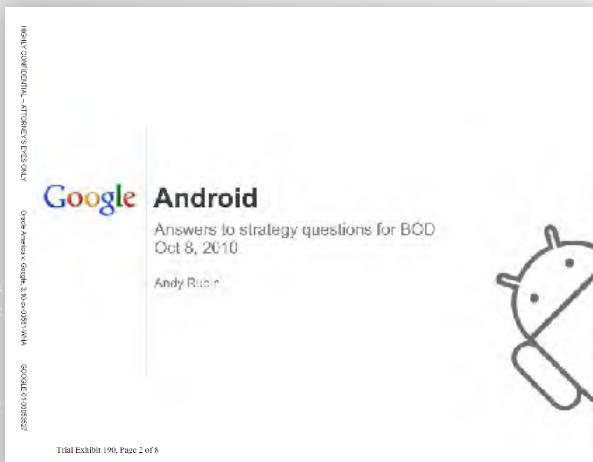 HIGHLY CONFIDENTIAL – ATTORNEY'S EYES ONLY
Oracle America v. Google, 3:10-cv-03561-WHA
GOOGLE-01-00053527
Google
Android
Answers to strategy questions for BOD
Oct 8, 2010
Andy Rubin
Trial Exhibit 190, Page 2 of 8